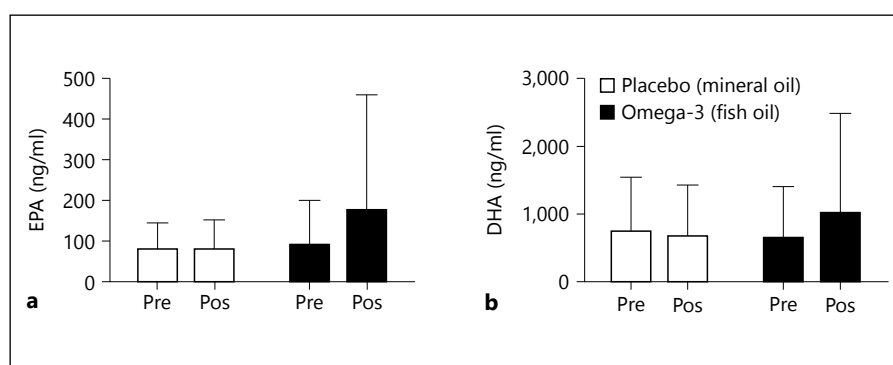 500
400
300
200
100
0
EPA (ng/ml)
Pre
Pos
Pre
Pos
a
3,000
2,000
1,000
0
DHA (ng/ml)
Placebo (mineral oil)
Omega-3 (fish oil)
Pre
Pos
Pre
Pos
b